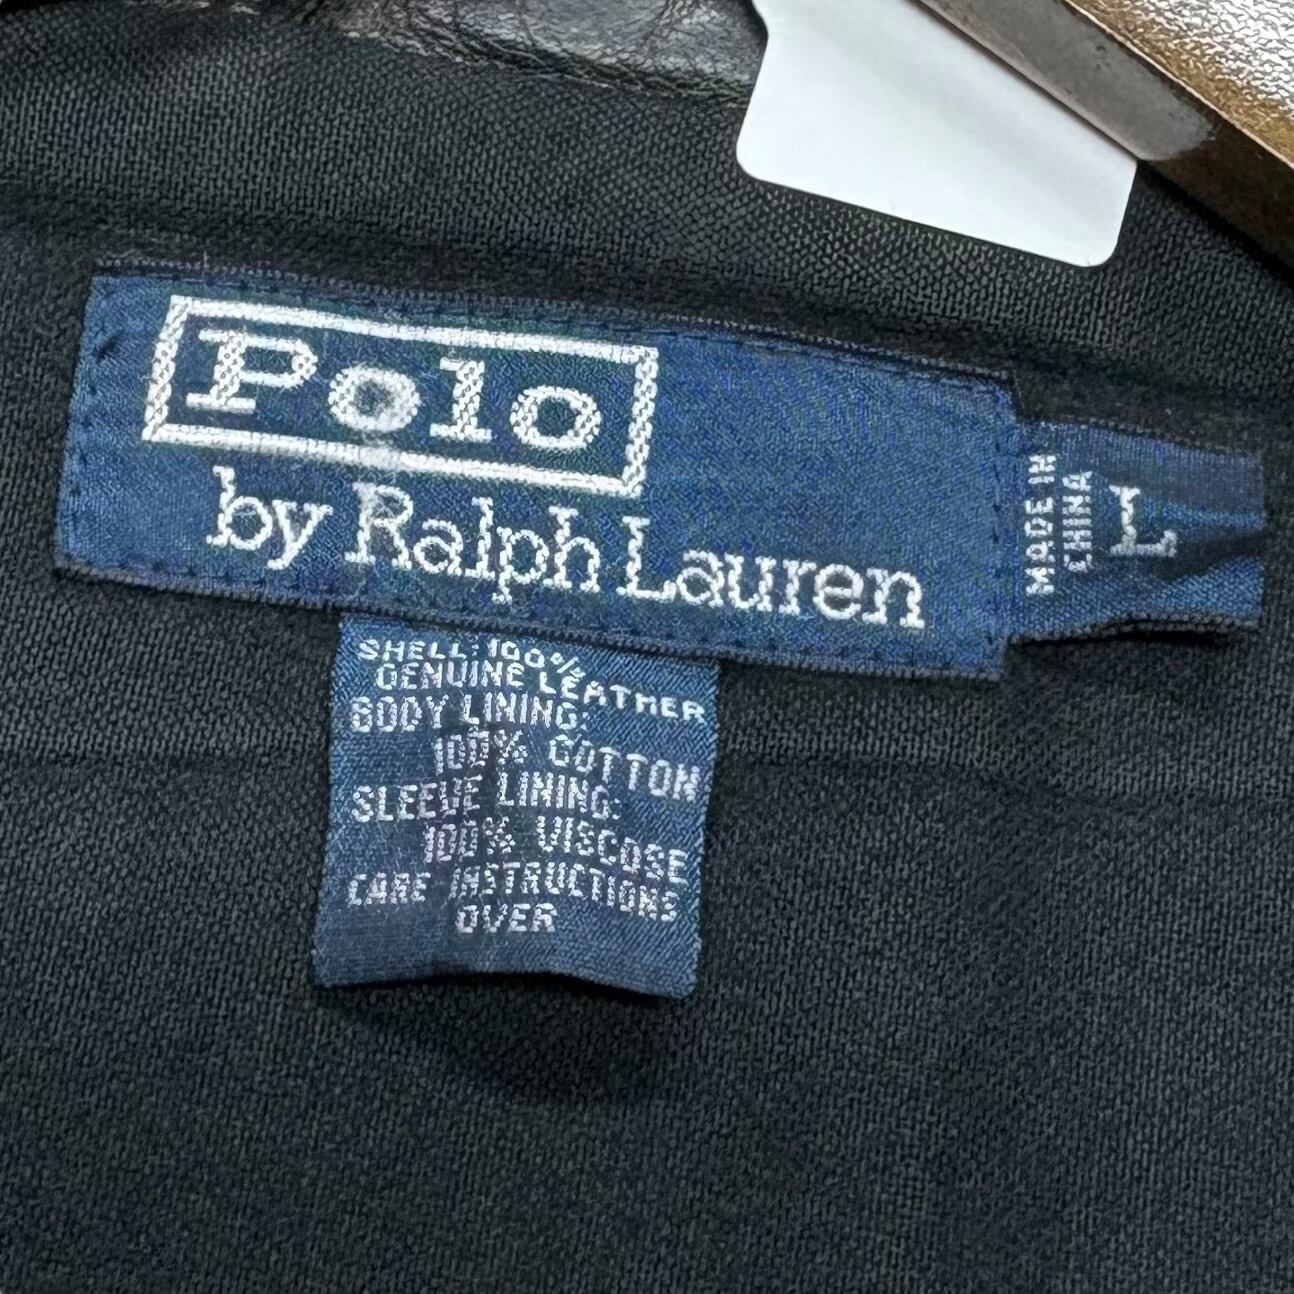 Polo
by Ralph Lauren
MADE IN
CHINA
L
SHELL: 100%
GENUINE LEATHER
BODY LINING:
100% COTTON
SLEEVE LINING:
100% VISCOSE
CARE INSTRUCTIONS
OVER